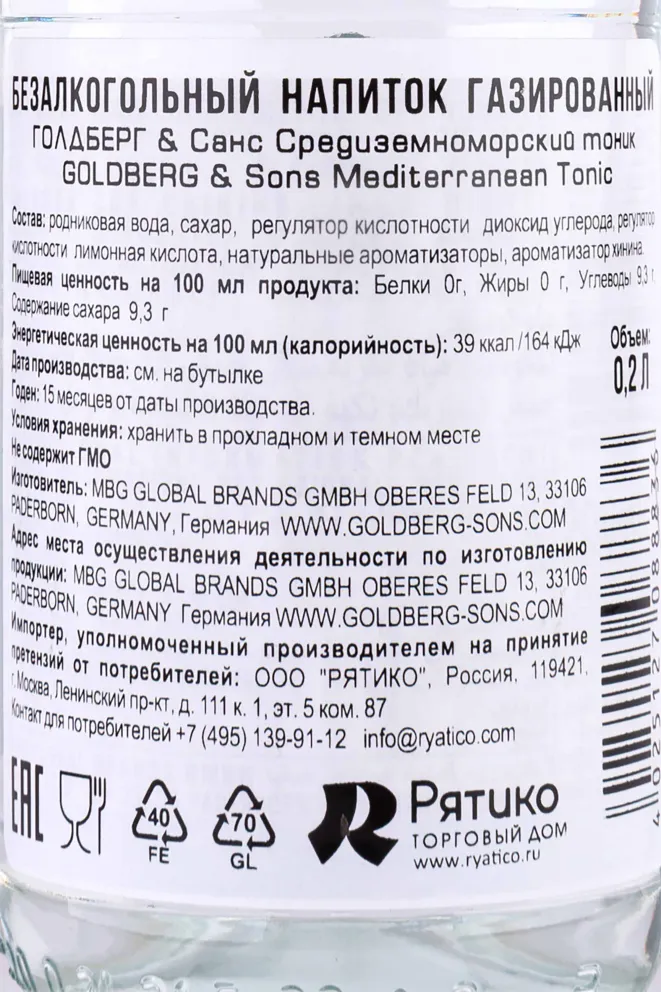 БЕЗАЛКОГОЛЬНЫЙ НАПИТОК ГАЗИРОВАННЫЙ
ГОЛДБЕРГ & Санс Средиземноморский тоник
GOLDBERG & Sons Mediterranean Tonic
Состав: родниковая вода, сахар, регулятор кислотности диоксид углерода, регулятор
кислотности лимонная кислота, натуральные ароматизаторы, ароматизатор хинина.
Пищевая ценность на 100 мл продукта: Белки 0г, Жиры 0 г, Углеводы 9.3 г.
Содержание сахара 9,3 г
Энергетическая ценность на 100 мл (калорийность): 39 ккал/164 кДж
Дата производства: см. на бутылке
Годен: 15 месяцев от даты производства.
Условия хранения: хранить в прохладном и темном месте
Не содержит ГМО
Объем:
0,2 Л
Изготовитель: MBG GLOBAL BRANDS GMBH OBERES FELD 13, 33106
PADERBORN, GERMANY, Германия WWW.GOLDBERG-SONS.COM
Адрес места осуществления деятельности по изготовлению
продукции: MBG GLOBAL BRANDS GMBH OBERES FELD 13, 33106
PADERBORN, GERMANY Германия WWW.GOLDBERG-SONS.COM
Импортер, уполномоченный производителем на принятие
претензий от потребителей: ООО "РЯТИКО", Россия, 119421,
г.Москва, Ленинский пр-кт, д. 111 к. 1, эт. 5 ком. 87
Контакт для потребителей +7 (495) 139-91-12 info@ryatico.com
EAC
40
FE
70
GL
Рятико
ТОРГОВЫЙ ДОМ
www.ryatico.ru